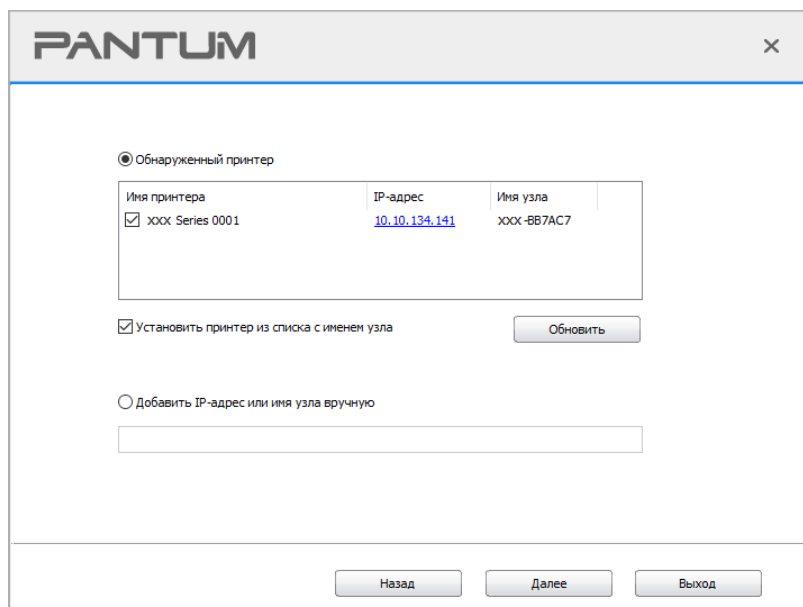 PANTUM
Обнаруженный принтер
Имя принтера IP-адрес Имя узла
XXX Series 0001 10.10.134.141 XXX-BB7AC7
Установить принтер из списка с именем узла Обновить
Добавить IP-адрес или имя узла вручную
Назад Далее Выход